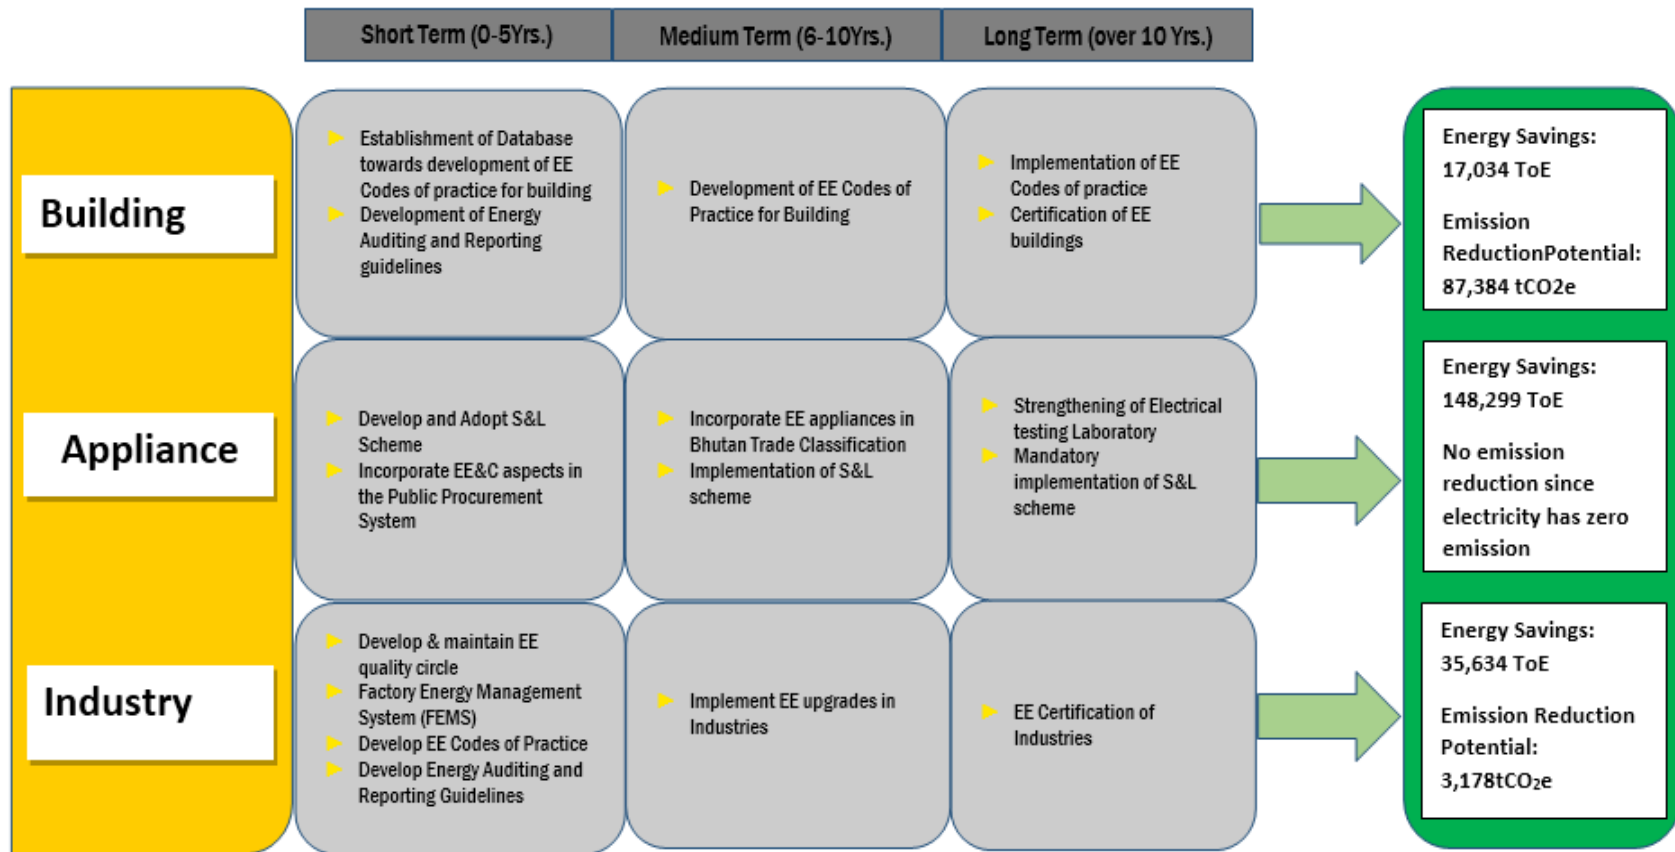 Short Term (0-5Yrs.)
Medium Term (6-10Yrs.)
Long Term (over 10 Yrs.)
Building
Establishment of Database
towards development of EE
Codes of practice for building
Development of Energy
Auditing and Reporting
guidelines
Development of EE Codes of
Practice for Building
Implementation of EE
Codes of practice
Certification of EE
buildings
Energy Savings:
17,034 ToE
Emission
ReductionPotential:
87,384 tCO2e
Appliance
Develop and Adopt S&L
Scheme
Incorporate EE&C aspects in
the Public Procurement
System
Incorporate EE appliances in
Bhutan Trade Classification
Implementation of S&L
scheme
Strengthening of Electrical
testing Laboratory
Mandatory
implementation of S&L
scheme
Energy Savings:
148,299 ToE
No emission
reduction since
electricity has zero
emission
Industry
Develop & maintain EE
quality circle
Factory Energy Management
System (FEMS)
Develop EE Codes of Practice
Develop Energy Auditing and
Reporting Guidelines
Implement EE upgrades in
Industries
EE Certification of
Industries
Energy Savings:
35,634 ToE
Emission Reduction
Potential:
3,178tCO₂e